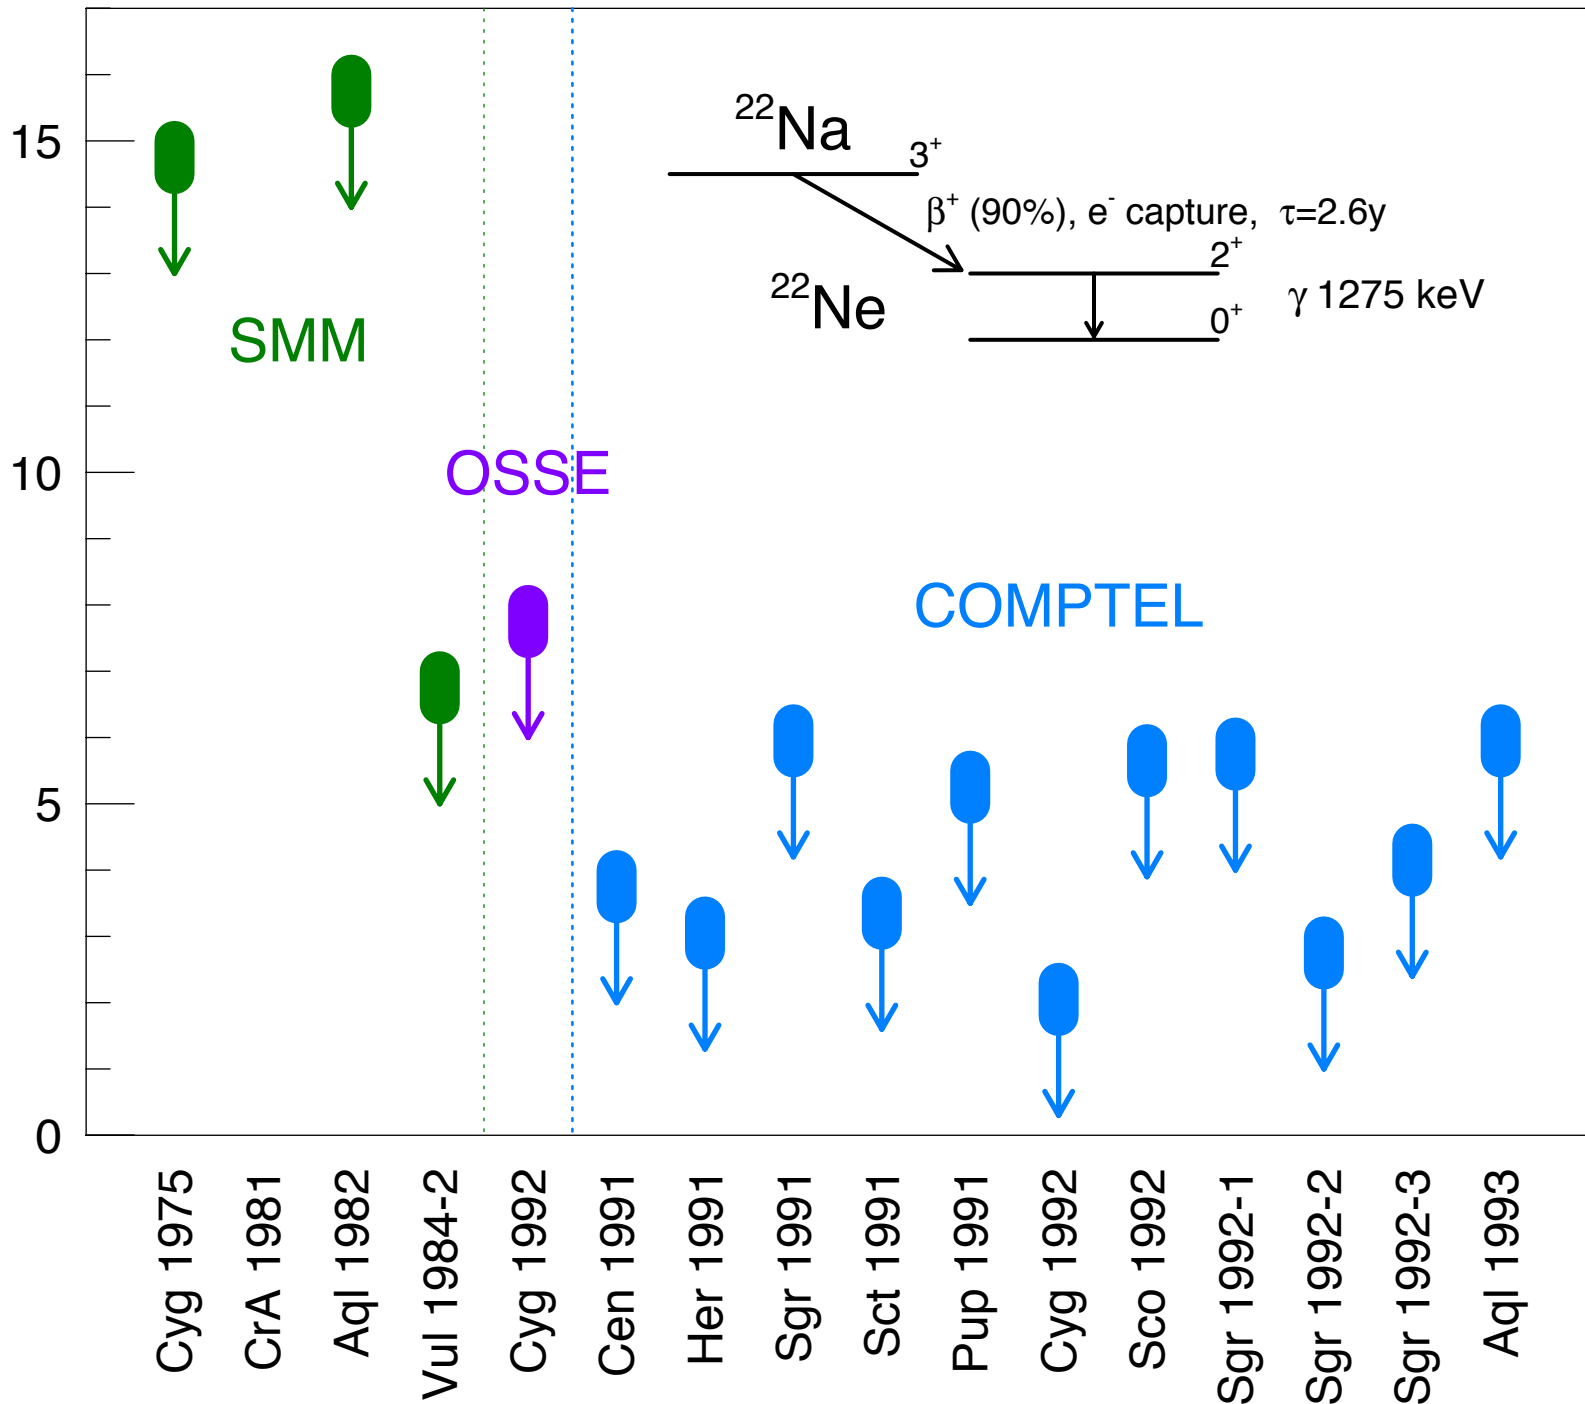 15
10
5
0
²²Na
3⁺
β⁺ (90%), e⁻ capture, τ=2.6y
2⁺
²²Ne
γ 1275 keV
0⁺
SMM
OSSE
COMPTEL
Cyg 1975
CrA 1981
Aql 1982
Vul 1984-2
Cyg 1992
Cen 1991
Her 1991
Sgr 1991
Sct 1991
Pup 1991
Cyg 1992
Sco 1992
Sgr 1992-1
Sgr 1992-2
Sgr 1992-3
Aql 1993